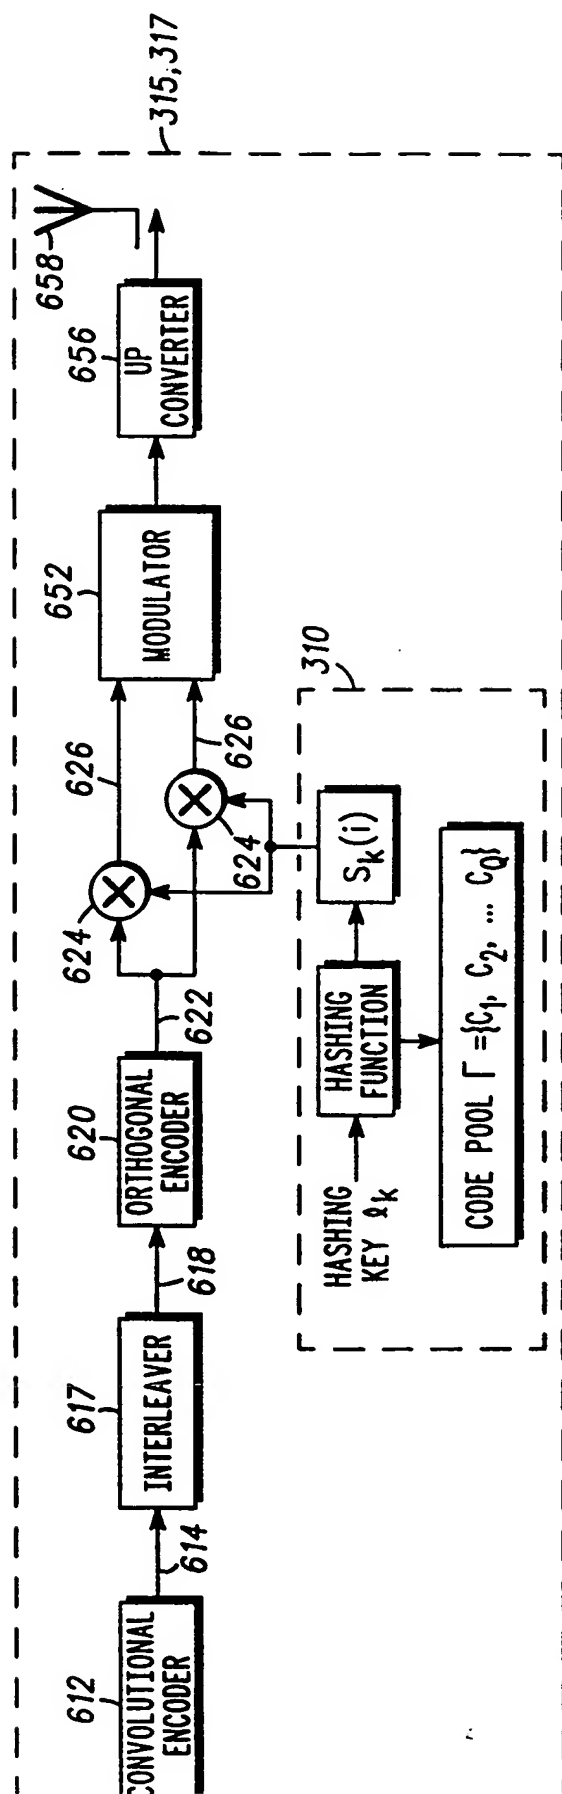 315,317
612
CONVOLUTIONAL
ENCODER
614
617
INTERLEAVER
618
620
ORTHOGONAL
ENCODER
622
624
624
626
626
652
MODULATOR
656
UP
CONVERTER
658
310
HASHING
KEY ℓk
HASHING
FUNCTION
Sk(i)
CODE POOL Γ ={C1, C2, ... CQ}